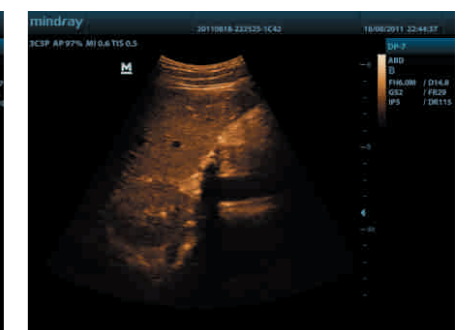 mindray
20110818-222525-1C42
18/08/2011 22:44:37
3C5P AP 97% MI 0.6 TIS 0.5
DP-7
M
ABD
B
FH6.0M / D14.8
GS2 / FR29
IP5 / DR115